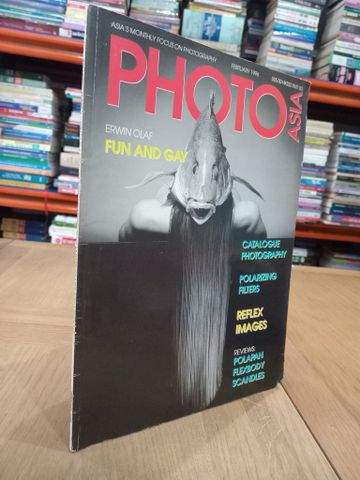 ASIA'S MONTHLY FOCUS ON PHOTOGRAPHY
FEBRUARY 1996
PHOTO
ASIA
ERWIN OLAF
FUN AND GAY
CATALOGUE
PHOTOGRAPHY
POLARIZING
FILTERS
REFLEX
IMAGES
REVIEWS:
POLAPAN
FLEXBODY
SCANDLES